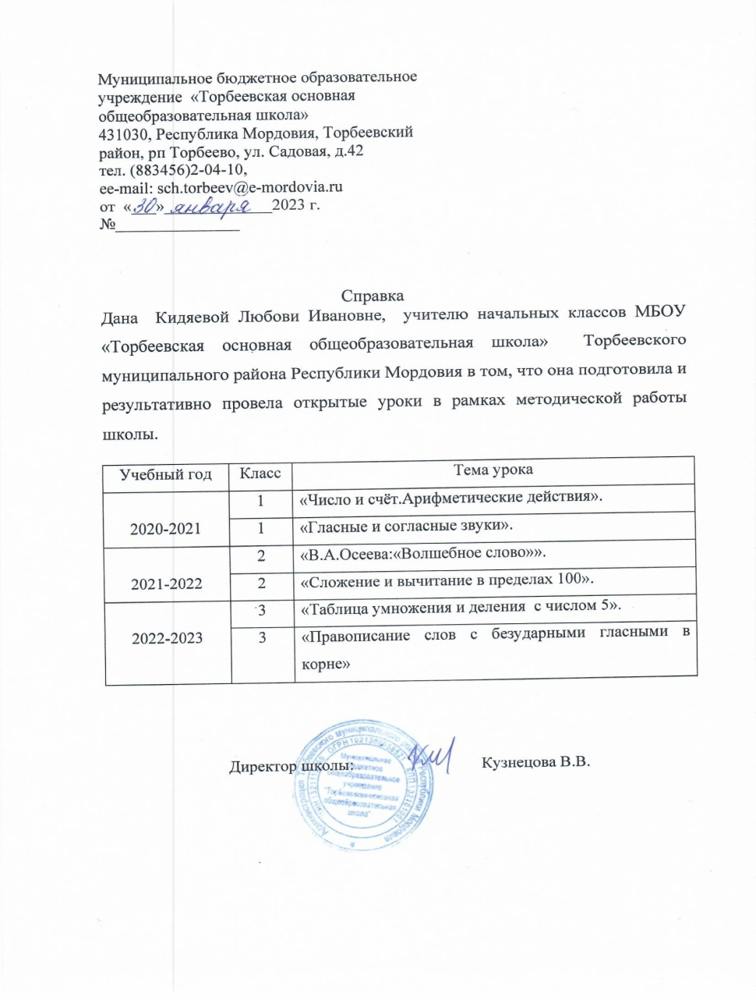 Муниципальное бюджетное образовательное
учреждение «Торбеевская основная
общеобразовательная школа»
431030, Республика Мордовия, Торбеевский
район, рп Торбеево, ул. Садовая, д.42
тел. (883456)2-04-10,
ee-mail: sch.torbeev@e-mordovia.ru
от «30» января 2023 г.
№_______________
Справка
Дана Кидяевой Любови Ивановне, учителю начальных классов МБОУ
«Торбеевская основная общеобразовательная школа» Торбеевского
муниципального района Республики Мордовия в том, что она подготовила и
результативно провела открытые уроки в рамках методической работы
школы.
Учебный год Класс Тема урока
2020-2021
1 «Число и счёт.Арифметические действия».
1 «Гласные и согласные звуки».
2021-2022
2 «В.А.Осеева:«Волшебное слово»».
2 «Сложение и вычитание в пределах 100».
2022-2023
3 «Таблица умножения и деления с числом 5».
3 «Правописание слов с безударными гласными в
корне»
Директор школы: Кузнецова В.В.
Администрация Торбеевского муниципального Республики Мордовия
ОГРН
Муниципальное
бюджетное
общеобразовательное
учреждение
"Торбеевская основная
общеобразовательная
школа"